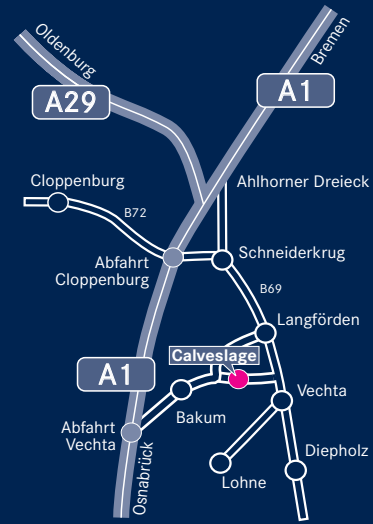 Oldenburg
Bremen
A29
A1
Cloppenburg
Ahlhorner Dreieck
B72
Abfahrt
Cloppenburg
Schneiderkrug
B69
Langförden
Calveslage
A1
Vechta
Bakum
Abfahrt
Vechta
Osnabrück
Diepholz
Lohne